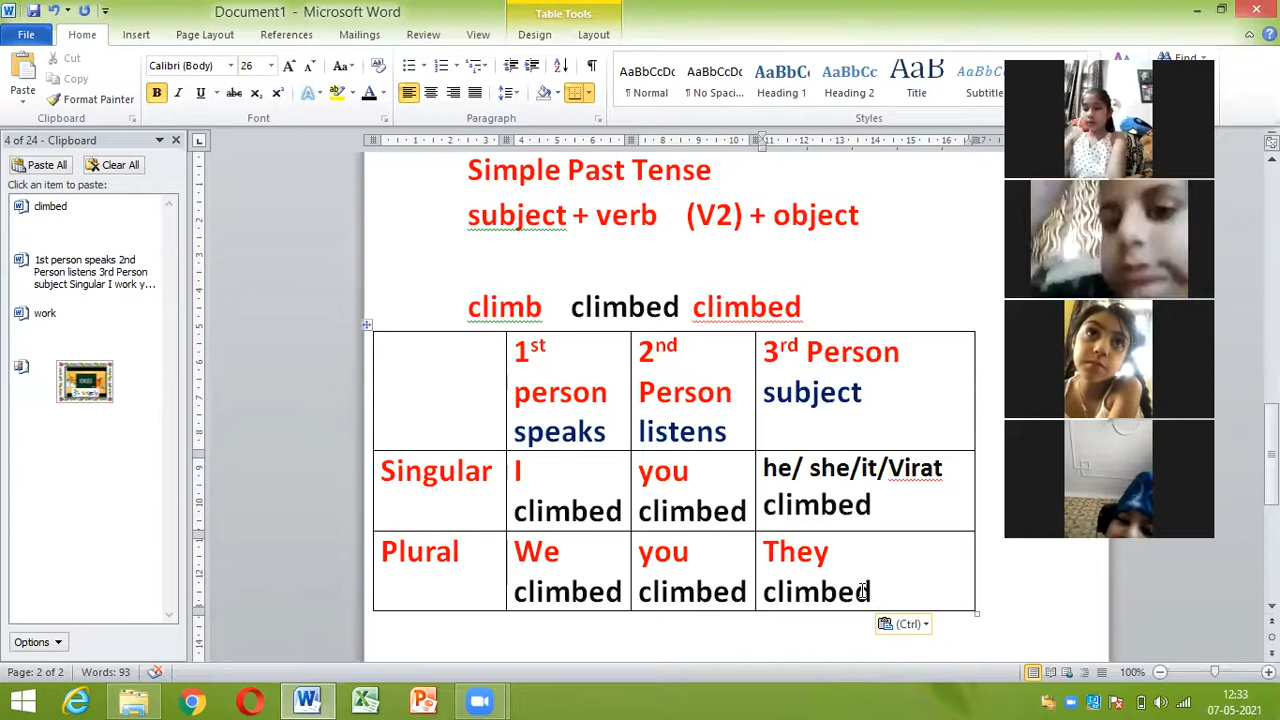 Document1 - Microsoft Word
Table Tools
File Home Insert Page Layout References Mailings Review View Design Layout
Paste
Cut
Copy
Format Painter
Clipboard
Calibri (Body) 26
Font
Paragraph
AaBbCcDc
¶ Normal
AaBbCcDc
¶ No Spaci...
AaBbC
Heading 1
AaBbCc
Heading 2
AaB
Title
Subtitle
Styles
Find
4 of 24 - Clipboard
Paste All Clear All
Click an item to paste:
climbed
1st person speaks 2nd
Person listens 3rd Person
subject Singular I work y...
work
TENSES
Options
Simple Past Tense
subject + verb (V2) + object
climb climbed climbed
1st person speaks
2nd Person listens
3rd Person subject
Singular
I climbed
you climbed
he/ she/it/Virat climbed
Plural
We climbed
you climbed
They climbed
(Ctrl)
Page: 2 of 2 Words: 93
100%
12:33
07-05-2021